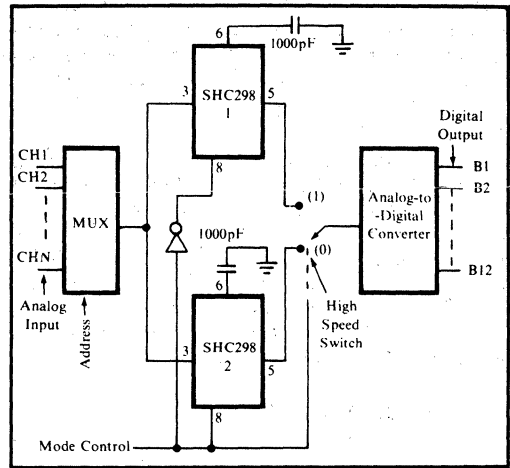 6
1000pF
3
SHC298
1
5
8
Digital
Output
CH1
CH2
CHN
MUX
(1)
1000pF
(0)
Analog-to
-Digital
Converter
B1
B2
B12
6
Analog
Input
Address
High
Speed
Switch
3
SHC298
2
5
8
Mode Control